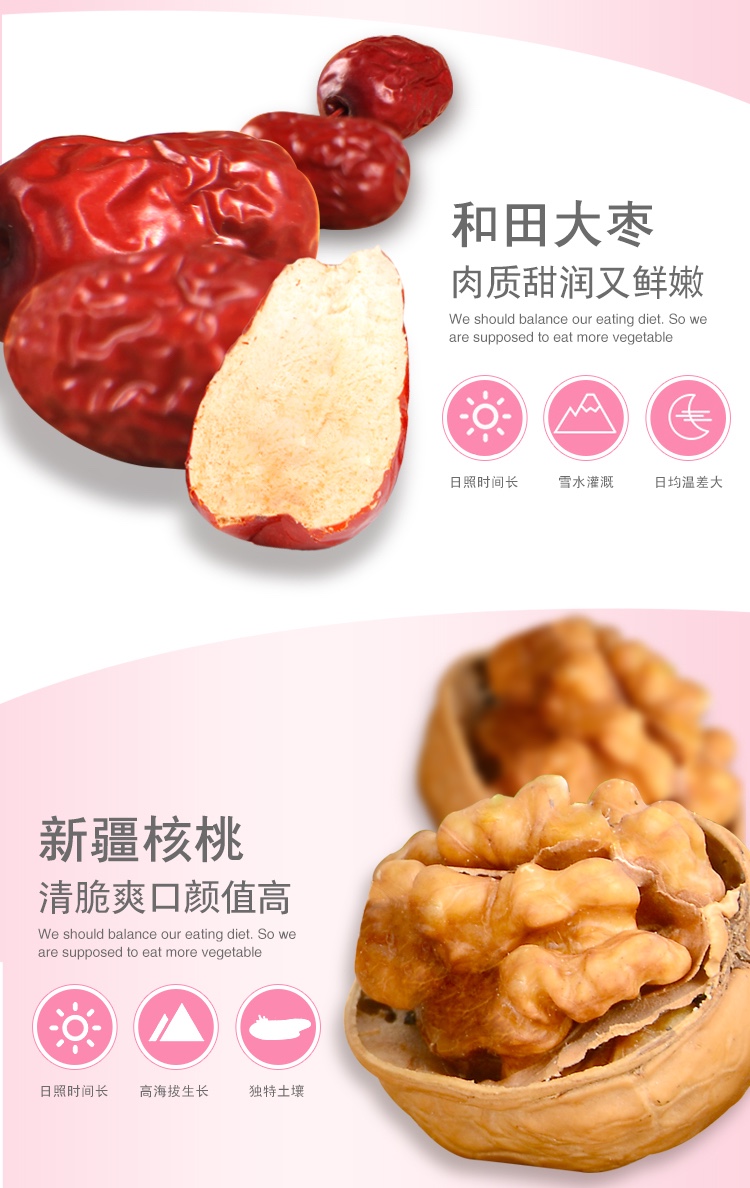 和田大枣
肉质甜润又鲜嫩
We should balance our eating diet. So we
are supposed to eat more vegetable
日照时间长
雪水灌溉
日均温差大
新疆核桃
清脆爽口颜值高
We should balance our eating diet. So we
are supposed to eat more vegetable
日照时间长
高海拔生长
独特土壤